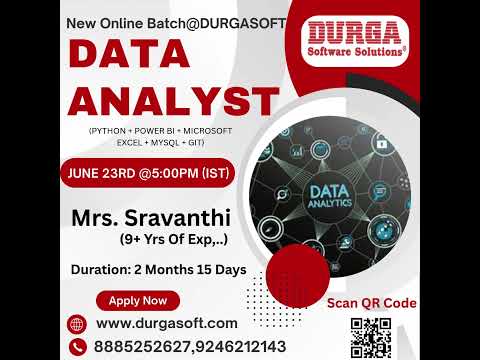 New Online Batch@DURGASOFT
DURGA
Software Solutions®
DATA
ANALYST
(PYTHON + POWER BI + MICROSOFT
EXCEL + MYSQL + GIT)
JUNE 23RD @5:00PM (IST)
DATA
ANALYTICS
Mrs. Sravanthi
(9+ Yrs Of Exp,..)
Duration: 2 Months 15 Days
Apply Now
Scan QR Code
www.durgasoft.com
8885252627,9246212143